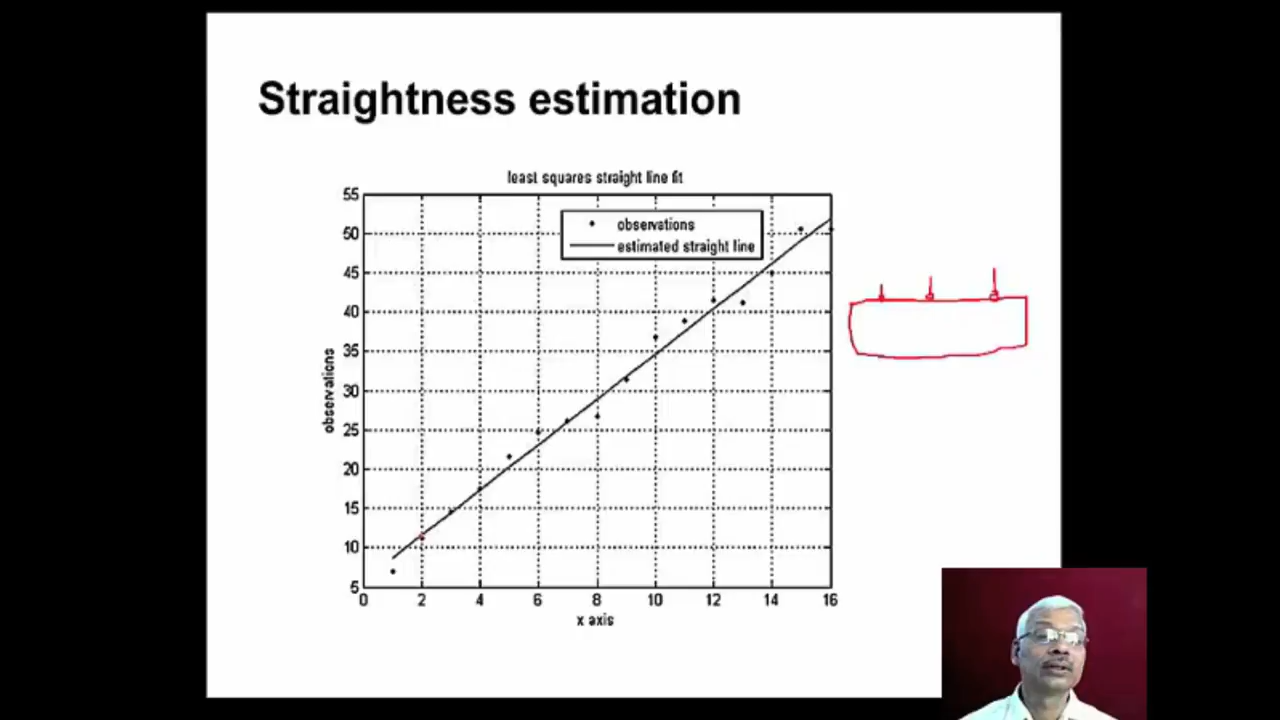 Straightness estimation
least squares straight line fit
observations
estimated straight line
55
50
45
40
35
30
25
20
15
10
5
observations
0 2 4 6 8 10 12 14 16
x axis